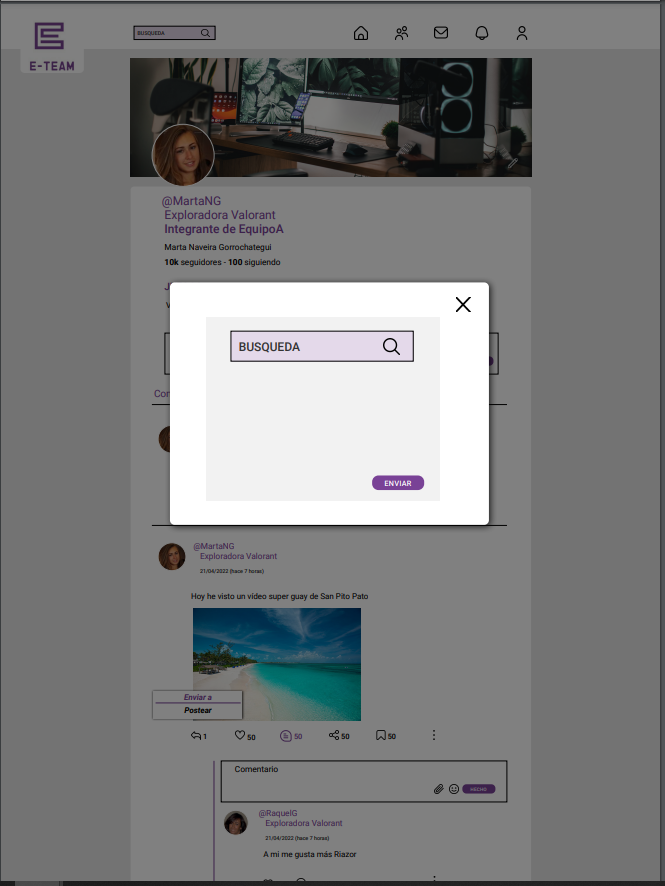 BUSQUEDA
E-TEAM
@MartaNG
Exploradora Valorant
Integrante de EquipoA
Marta Naveira Gorrochategui
10k seguidores - 100 siguiendo
BUSQUEDA
ENVIAR
@MartaNG
Exploradora Valorant
21/04/2022 (hace 7 horas)
Hoy he visto un vídeo super guay de San Pito Pato
Enviar a
Postear
1 50 50 50 50
Comentario
HECHO
@RaquelG
Exploradora Valorant
21/04/2022 (hace 7 horas)
A mi me gusta más Riazor